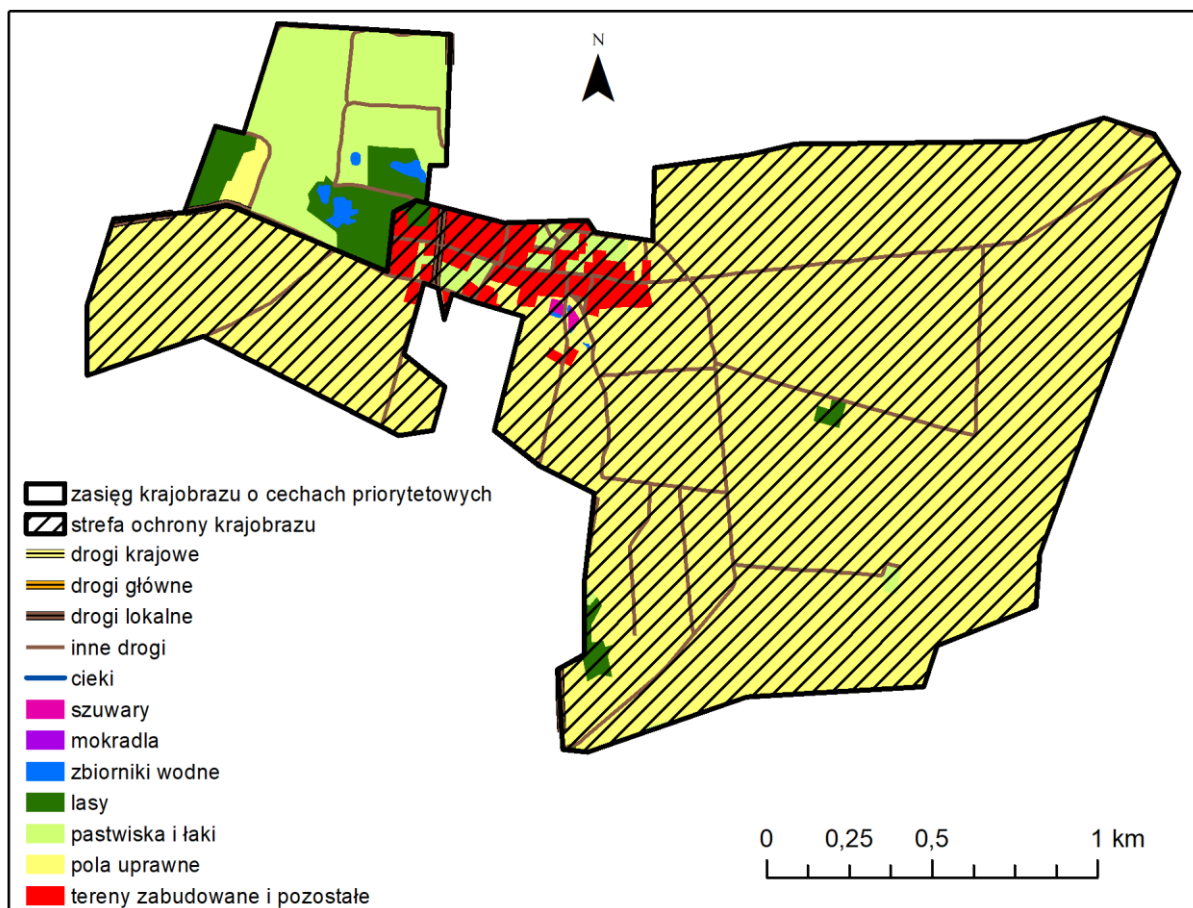 N
zasięg krajobrazu o cechach priorytetowych
strefa ochrony krajobrazu
drogi krajowe
drogi główne
drogi lokalne
inne drogi
cieki
szuwary
mokradla
zbiorniki wodne
lasy
pastwiska i łaki
pola uprawne
tereny zabudowane i pozostałe
0 0,25 0,5 1 km